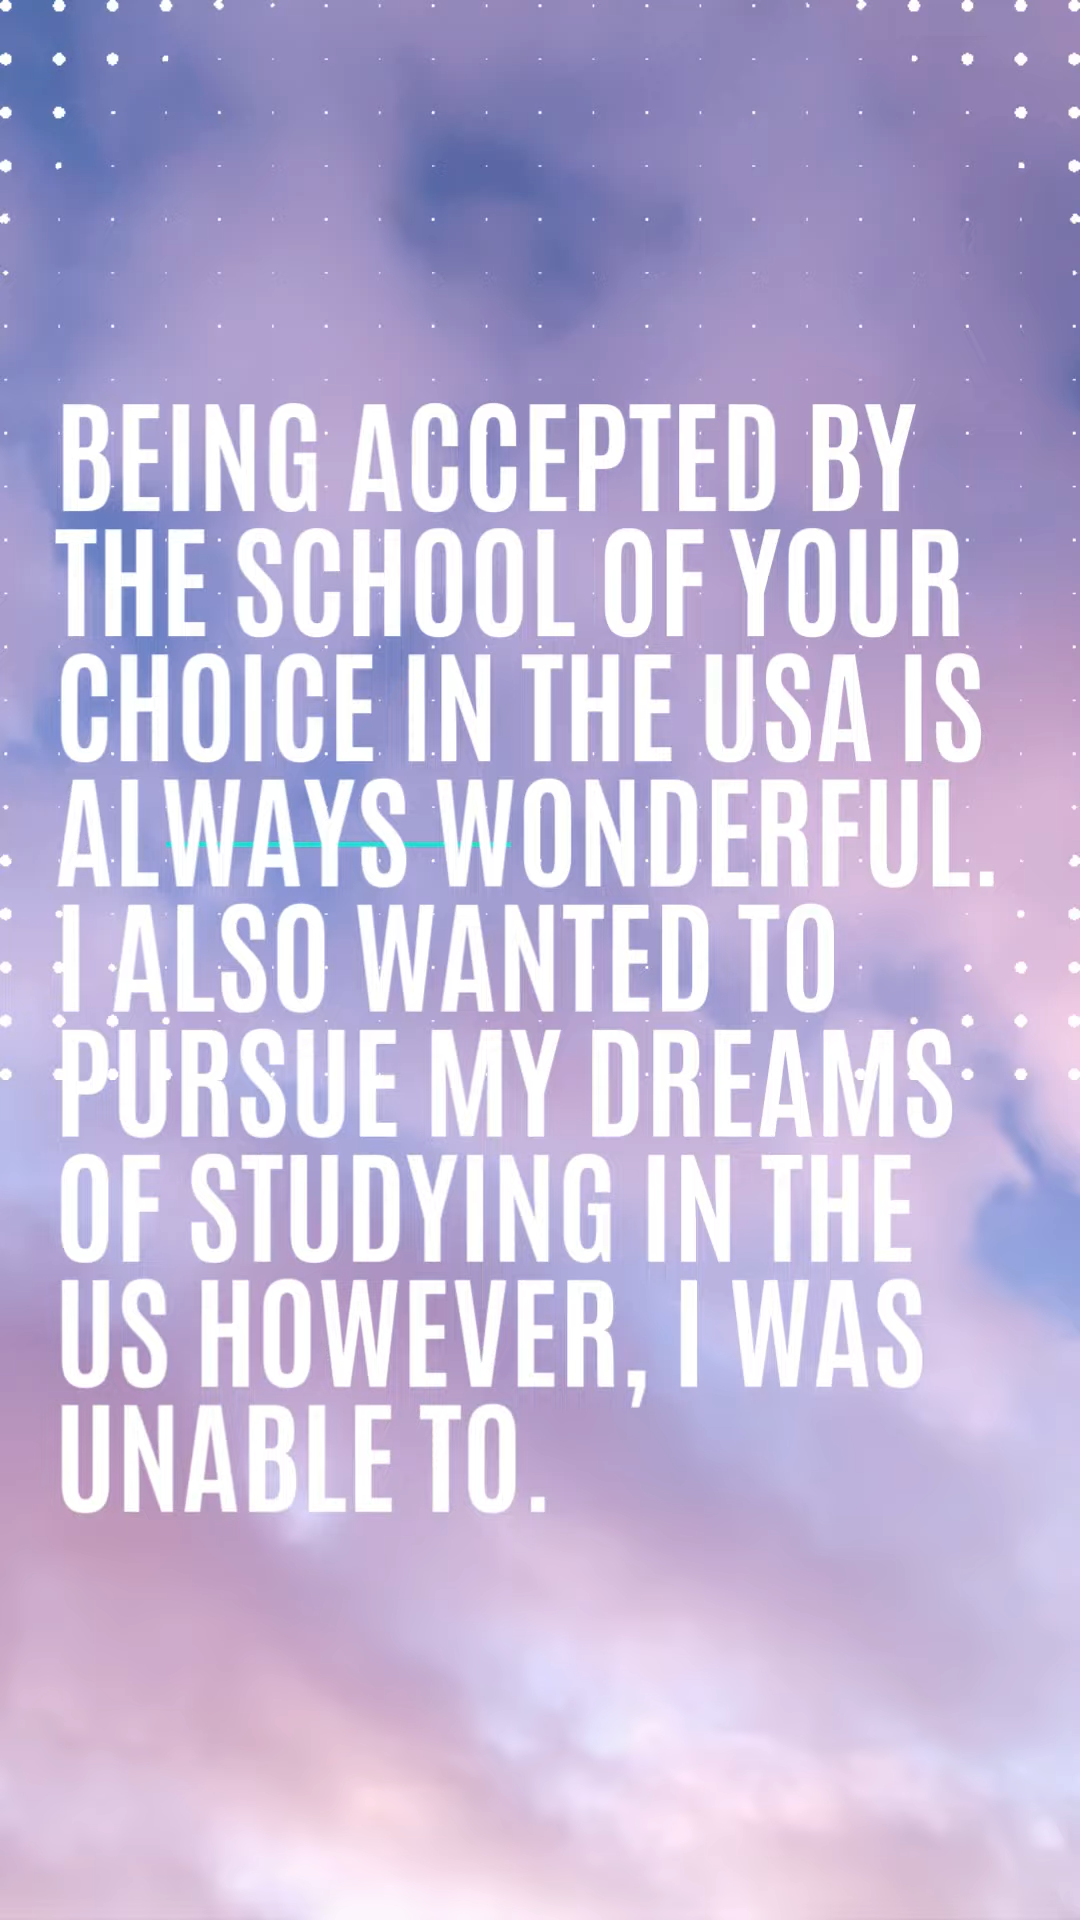 BEING ACCEPTED BY
THE SCHOOL OF YOUR
CHOICE IN THE USA IS
ALWAYS WONDERFUL.
I ALSO WANTED TO
PURSUE MY DREAMS
OF STUDYING IN THE
US HOWEVER, I WAS
UNABLE TO.